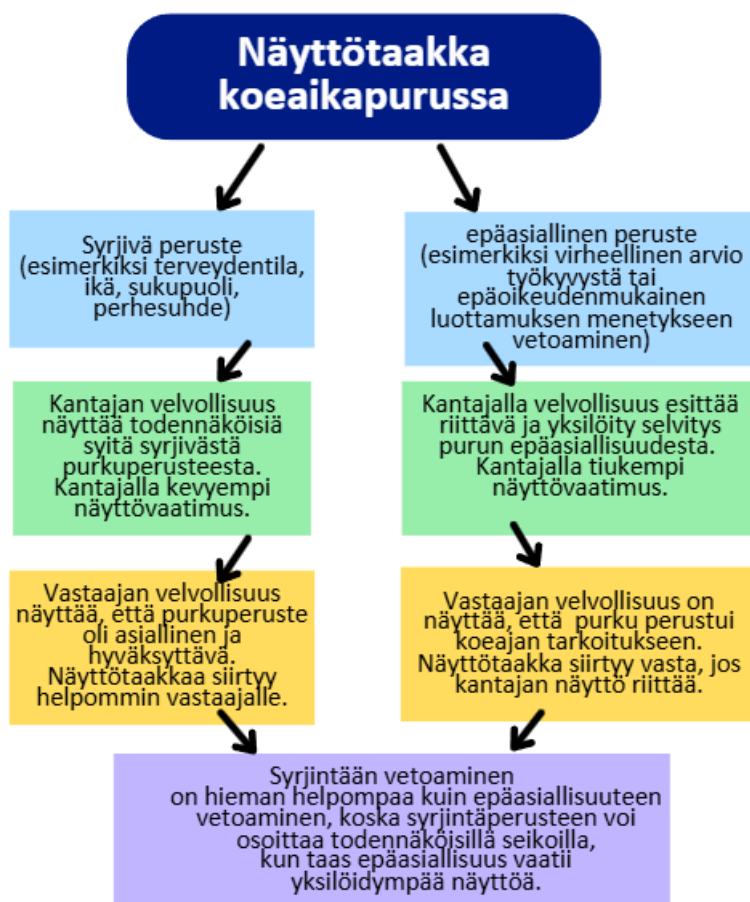 Näyttötaakka
koeaikapurussa
Syrjivä peruste
(esimerkiksi terveydentila,
ikä, sukupuoli,
perhesuhde)
epäasiallinen peruste
(esimerkiksi virheellinen arvio
työkyvystä tai
epäoikeudenmukainen
luottamuksen menetykseen
vetoaminen)
Kantajan velvollisuus
näyttää todennäköisiä
syitä syrjivästä
purkuperusteesta.
Kantajalla kevyempi
näyttövaatimus.
Kantajalla velvollisuus esittää
riittävä ja yksilöity selvitys
purun epäasiallisuudesta.
Kantajalla tiukempi
näyttövaatimus.
Vastaajan velvollisuus
näyttää, että purkuperuste
oli asiallinen ja
hyväksyttävä.
Näyttötaakkaa siirtyy
helpommin vastaajalle.
Vastaajan velvollisuus on
näyttää, että purku perustui
koeajan tarkoitukseen.
Näyttötaakka siirtyy vasta, jos
kantajan näyttö riittää.
Syrjintään vetoaminen
on hieman helpompaa kuin epäasiallisuuteen
vetoaminen, koska syrjintäperusteen voi
osoittaa todennäköisillä seikoilla,
kun taas epäasiallisuus vaatii
yksilöidympää näyttöä.